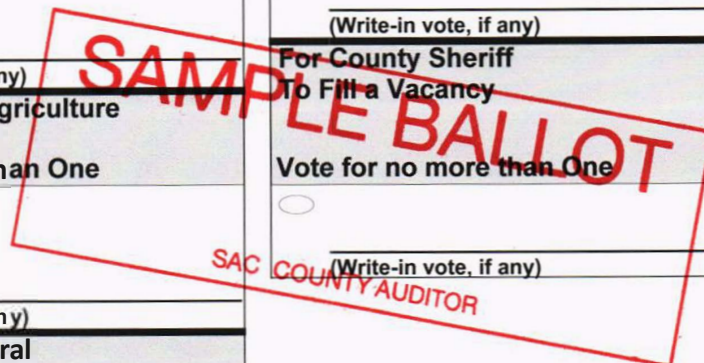 ny)
griculture
han One
ny)
ral
(Write-in vote, if any)
For County Sheriff
To Fill a Vacancy
Vote for no more than One
(Write-in vote, if any)
SAMPLE BALLOT
SAC COUNTY AUDITOR